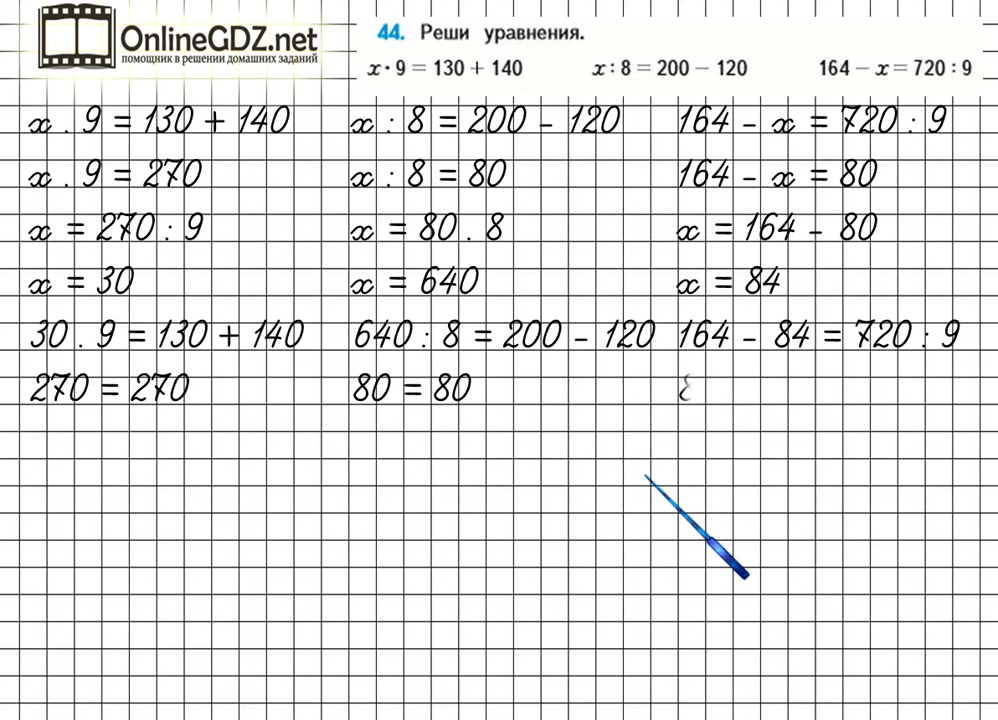 OnlineGDZ.net
помощник в решении домашних заданий
44. Реши уравнения.
x · 9 = 130 + 140 x : 8 = 200 − 120 164 − x = 720 : 9
x . 9 = 130 + 140 x : 8 = 200 - 120 164 - x = 720 : 9
x . 9 = 270 x : 8 = 80 164 - x = 80
x = 270 : 9 x = 80 . 8 x = 164 - 80
x = 30 x = 640 x = 84
30 . 9 = 130 + 140 640 : 8 = 200 - 120 164 - 84 = 720 : 9
270 = 270 80 = 80